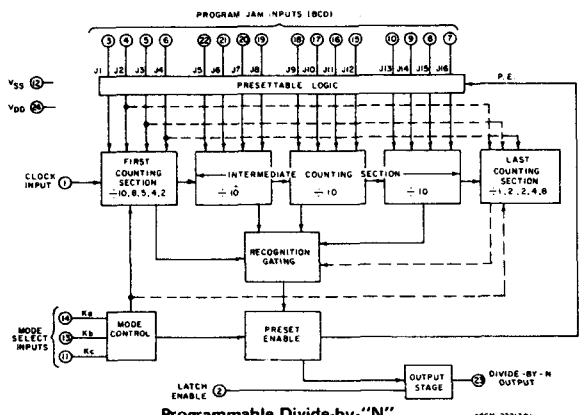 PROGRAM JAM INPUTS (BCD)
3 4 5 6 22 21 20 19 18 17 16 15 10 9 8 7
J1 J2 J3 J4 J5 J6 J7 J8 J9 J10 J11 J12 J13 J14 J15 J16
VSS 12
VDD 24
P.E.
PRESETTABLE LOGIC
CLOCK
INPUT 1
FIRST
COUNTING
SECTION
÷10,8,5,4,2
INTERMEDIATE COUNTING SECTION
÷10 ÷10 ÷10
LAST
COUNTING
SECTION
÷1,2,2,4,8
RECOGNITION
GATING
MODE
SELECT
INPUTS
14 Ka
13 Kb
11 Kc
MODE
CONTROL
PRESET
ENABLE
LATCH
ENABLE 2
OUTPUT
STAGE
23 DIVIDE-BY-N
OUTPUT
Programmable Divide-by-"N"